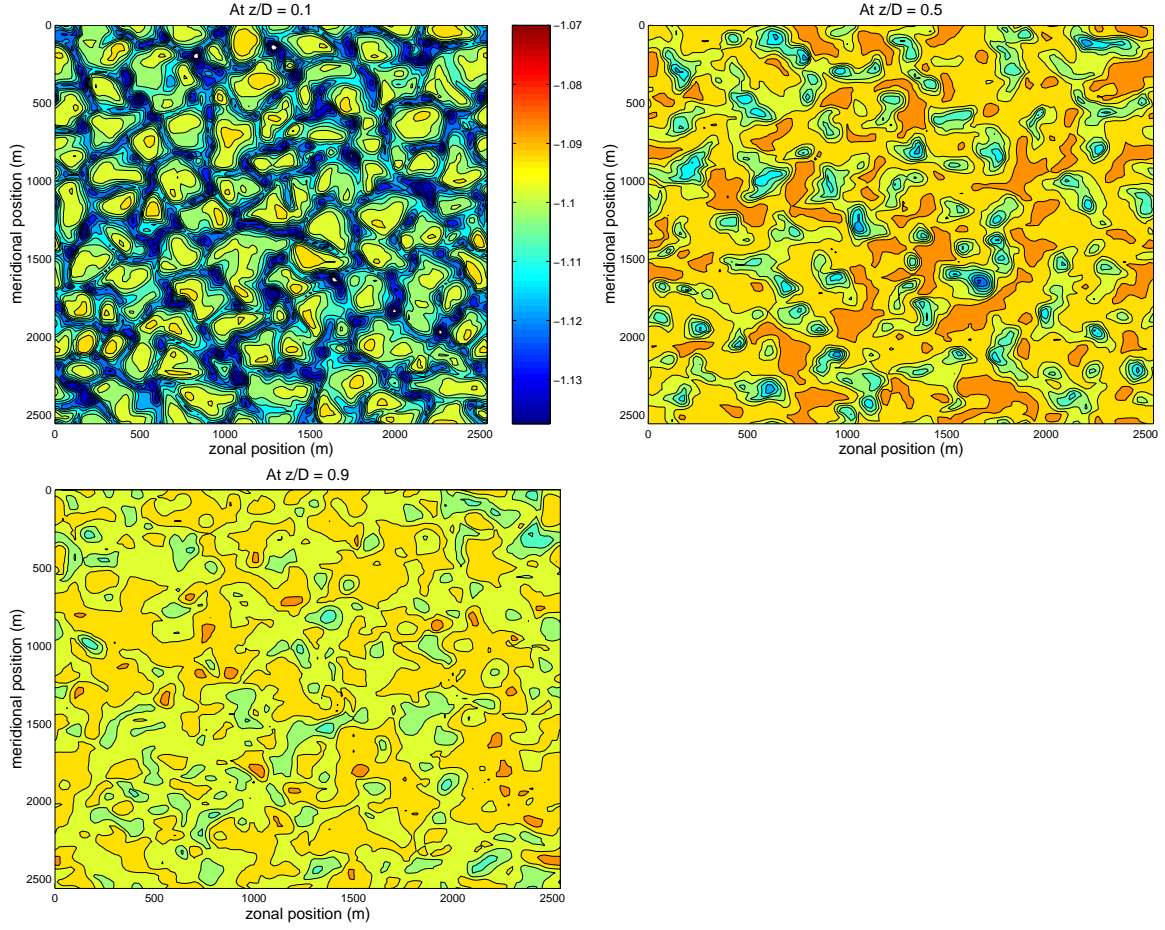 At z/D = 0.1
0
500
1000
1500
2000
2500
meridional position (m)
0 500 1000 1500 2000 2500
zonal position (m)
−1.07
−1.08
−1.09
−1.1
−1.11
−1.12
−1.13
At z/D = 0.5
0
500
1000
1500
2000
2500
meridional position (m)
0 500 1000 1500 2000 2500
zonal position (m)
At z/D = 0.9
0
500
1000
1500
2000
2500
meridional position (m)
0 500 1000 1500 2000 2500
zonal position (m)